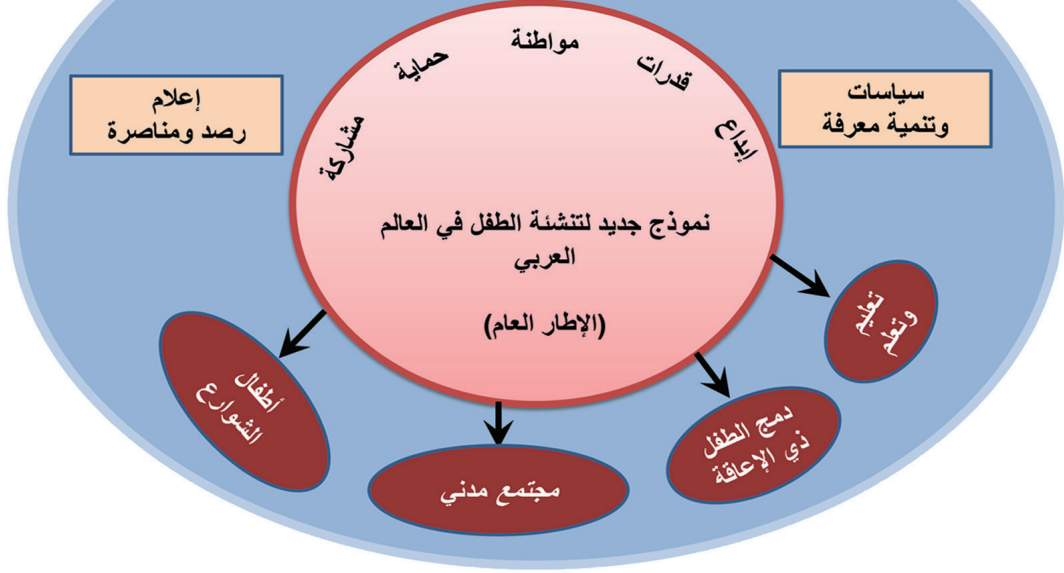 مواطنة
قدرات
حماية
إبداع
مشاركة
سياسات
وتنمية معرفة
إعلام
رصد ومناصرة
نموذج جديد لتنشئة الطفل في العالم
العربي
(الإطار العام)
تعليم
وتعلم
دمج الطفل
ذي الإعاقة
مجتمع مدني
أطفال
الشوارع